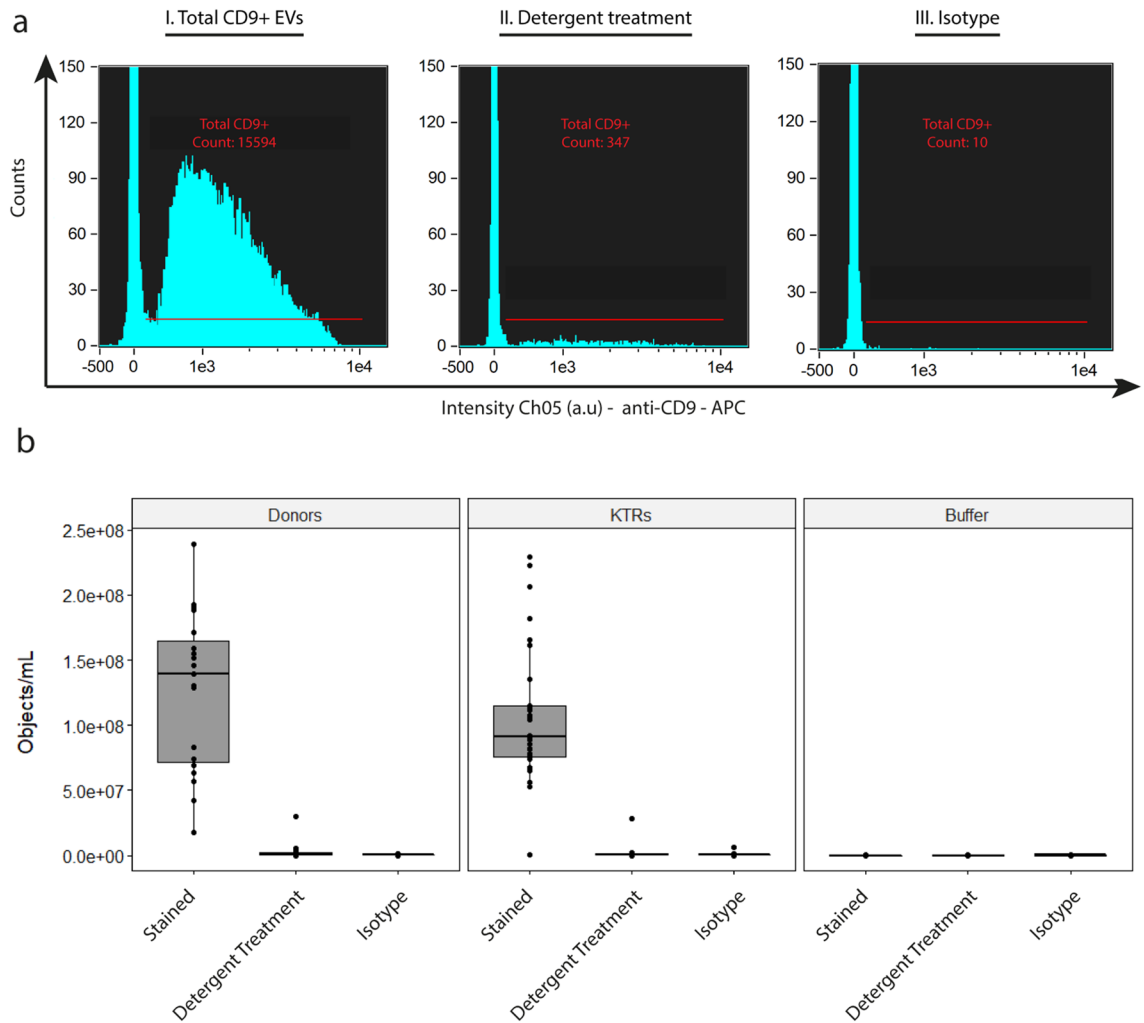 a
I. Total CD9+ EVs
II. Detergent treatment
III. Isotype
Counts
150
120
90
60
30
0
Total CD9+
Count: 15594
-500 0 1e3 1e4
150
120
90
60
30
0
Total CD9+
Count: 347
-500 0 1e3 1e4
150
120
90
60
30
0
Total CD9+
Count: 10
-500 0 1e3 1e4
Intensity Ch05 (a.u) - anti-CD9 - APC
b
Donors
KTRs
Buffer
Objects/mL
2.5e+08
2.0e+08
1.5e+08
1.0e+08
5.0e+07
0.0e+00
Stained
Detergent Treatment
Isotype
Stained
Detergent Treatment
Isotype
Stained
Detergent Treatment
Isotype